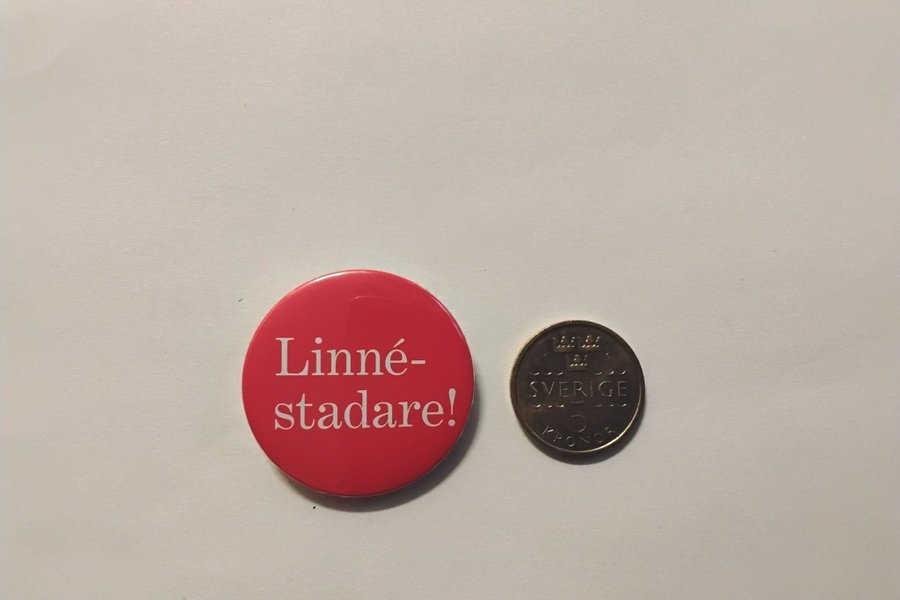 Linné-
stadare!
SVERIGE
5
KRONOR